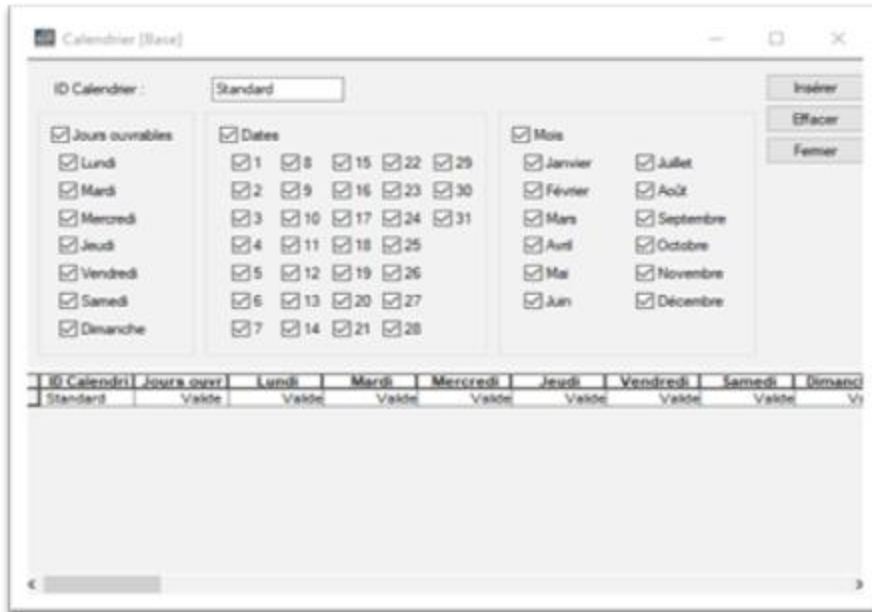 Calendrier [Base]
ID Calendrier : Standard Insérer
Effacer
Fermer
Jours ouvrables
Lundi
Mardi
Mercredi
Jeudi
Vendredi
Samedi
Dimanche
Dates
1 8 15 22 29
2 9 16 23 30
3 10 17 24 31
4 11 18 25
5 12 19 26
6 13 20 27
7 14 21 28
Mois
Janvier Juillet
Février Août
Mars Septembre
Avril Octobre
Mai Novembre
Juin Décembre
ID Calendri Jours ouvr Lundi Mardi Mercredi Jeudi Vendredi Samedi Dimanc
Standard Valide Valide Valide Valide Valide Valide Valide V